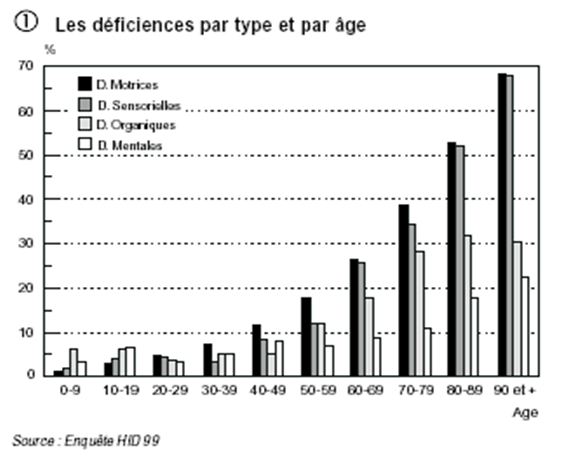 ① Les déficiences par type et par âge
%
70
60
50
40
30
20
10
0
D. Motrices
D. Sensorielles
D. Organiques
D. Mentales
0-9 10-19 20-29 30-39 40-49 50-59 60-69 70-79 80-89 90 et +
Age
Source : Enquête HID 99